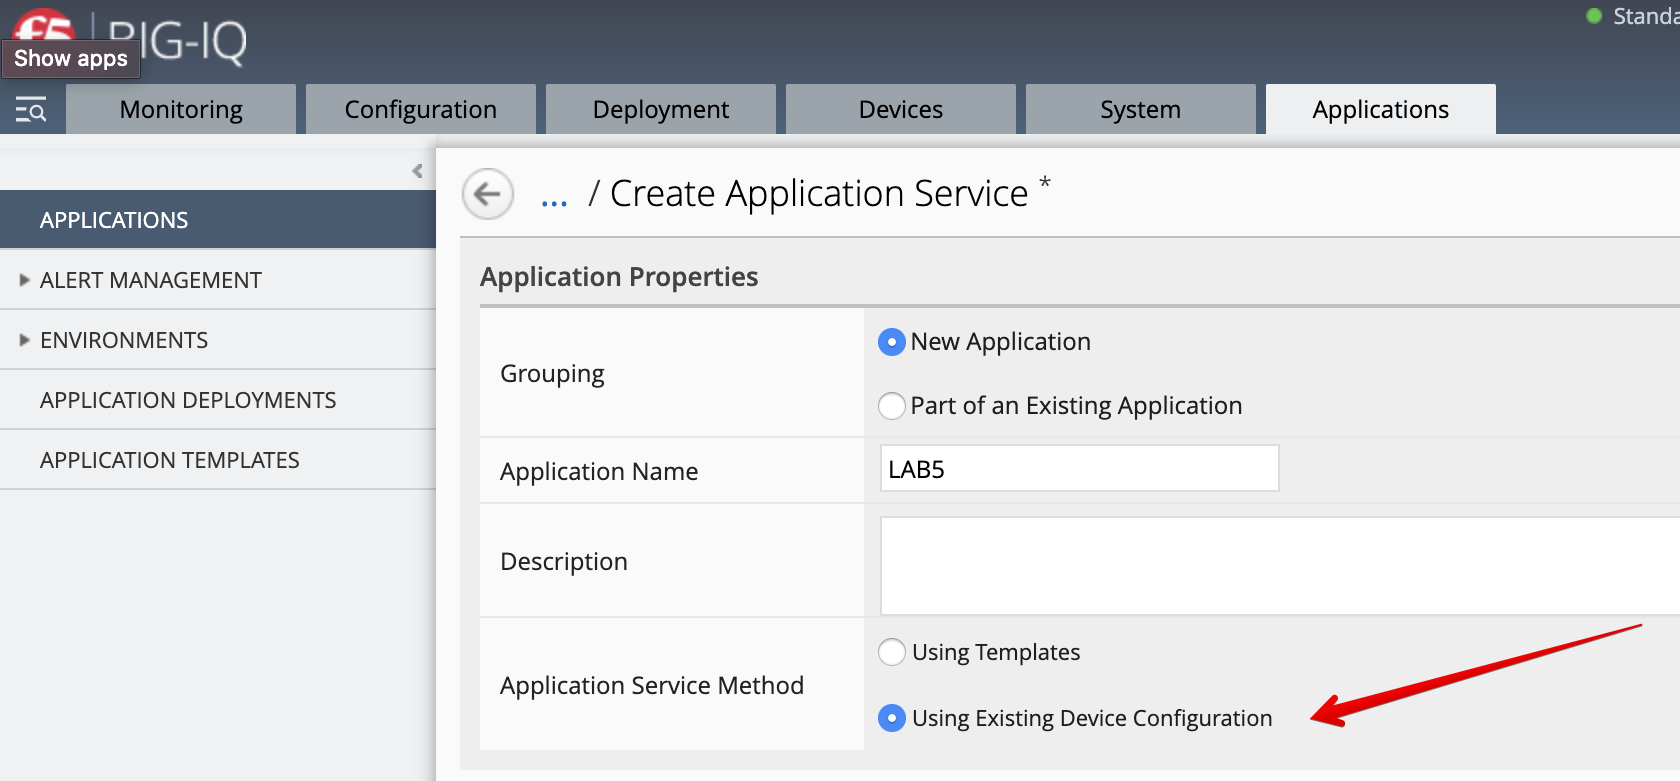 f5 BIG-IQ
Show apps
Standa
Monitoring
Configuration
Deployment
Devices
System
Applications
APPLICATIONS
ALERT MANAGEMENT
ENVIRONMENTS
APPLICATION DEPLOYMENTS
APPLICATION TEMPLATES
... / Create Application Service *
Application Properties
Grouping
New Application
Part of an Existing Application
Application Name
LAB5
Description
Application Service Method
Using Templates
Using Existing Device Configuration